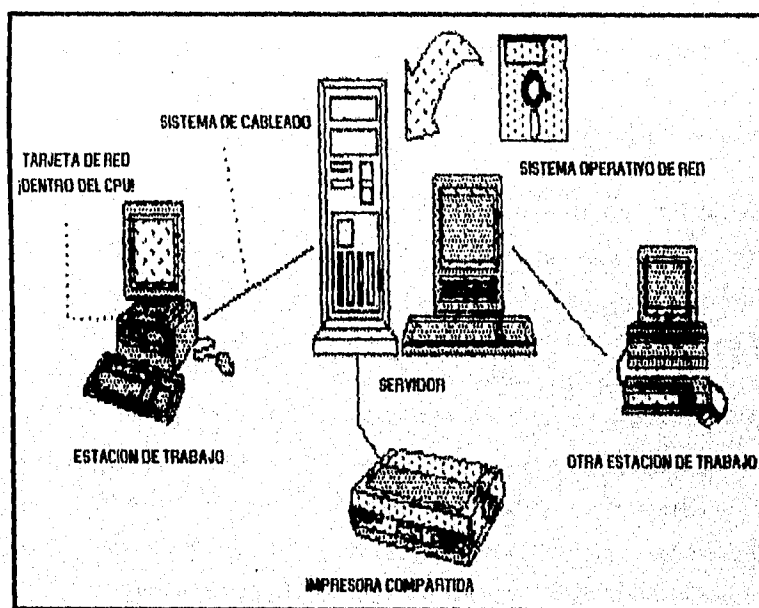 SISTEMA DE CABLEADO
TARJETA DE RED
¡DENTRO DEL CPU!
SISTEMA OPERATIVO DE RED
SERVIDOR
ESTACION DE TRABAJO
OTRA ESTACION DE TRABAJO
IMPRESORA COMPARTIDA